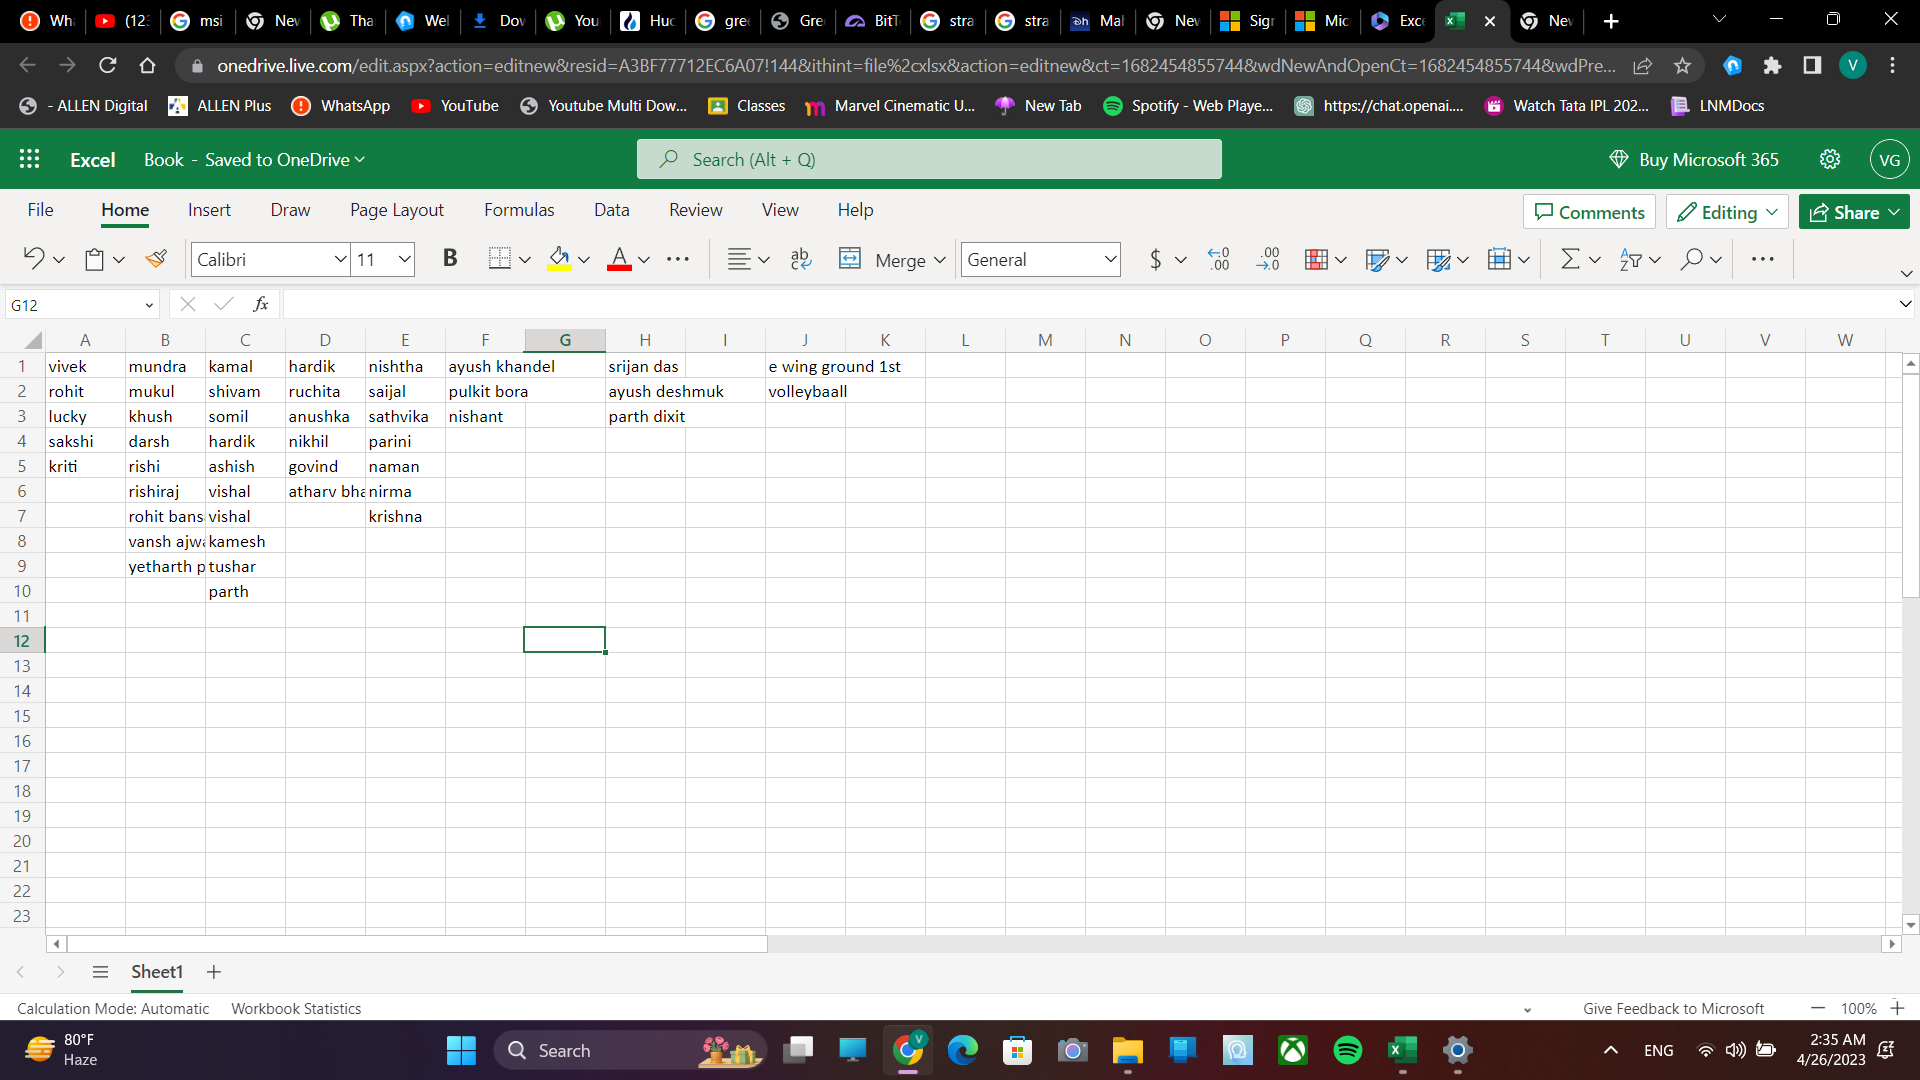 Wh (12: msi Nev Tha Wel Dov You Huc gre Gre BitT stra stra Mal Nev Sigr Mic Exce Nev
onedrive.live.com/edit.aspx?action=editnew&resid=A3BF77712EC6A07!144&ithint=file%2cxlsx&action=editnew&ct=1682454855744&wdNewAndOpenCt=1682454855744&wdPre... V
- ALLEN Digital ALLEN Plus WhatsApp YouTube Youtube Multi Dow... Classes Marvel Cinematic U... New Tab Spotify - Web Playe... https://chat.openai.... Watch Tata IPL 202... LNMDocs
Excel Book - Saved to OneDrive Search (Alt + Q) Buy Microsoft 365 VG
File Home Insert Draw Page Layout Formulas Data Review View Help Comments Editing Share
Calibri 11 B A ab Merge General $ .00 .00
G12 fx
A B C D E F G H I J K L M N O P Q R S T U V W
1 vivek mundra kamal hardik nishtha ayush khandel srijan das e wing ground 1st
2 rohit mukul shivam ruchita saijal pulkit bora ayush deshmuk volleybaall
3 lucky khush somil anushka sathvika nishant parth dixit
4 sakshi darsh hardik nikhil parini
5 kriti rishi ashish govind naman
6 rishiraj vishal atharv bha nirma
7 rohit bans vishal krishna
8 vansh ajwa kamesh
9 yetharth p tushar
10 parth
11
12
13
14
15
16
17
18
19
20
21
22
23
Sheet1
Calculation Mode: Automatic Workbook Statistics Give Feedback to Microsoft 100%
80°F
Haze
Search
ENG
2:35 AM
4/26/2023